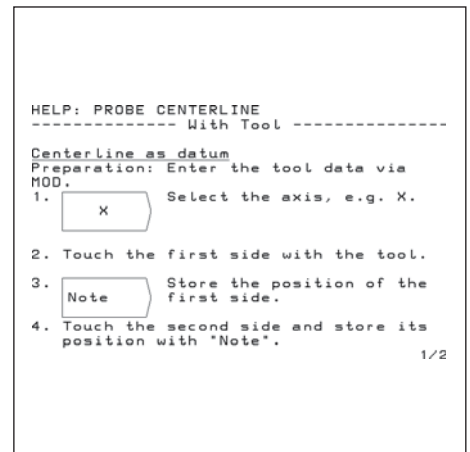 HELP: PROBE CENTERLINE
-------------- With Tool ---------------
Centerline as datum
Preparation: Enter the tool data via
MOD.
1. X Select the axis, e.g. X.
2. Touch the first side with the tool.
3. Note Store the position of the
first side.
4. Touch the second side and store its
position with "Note".
1/2